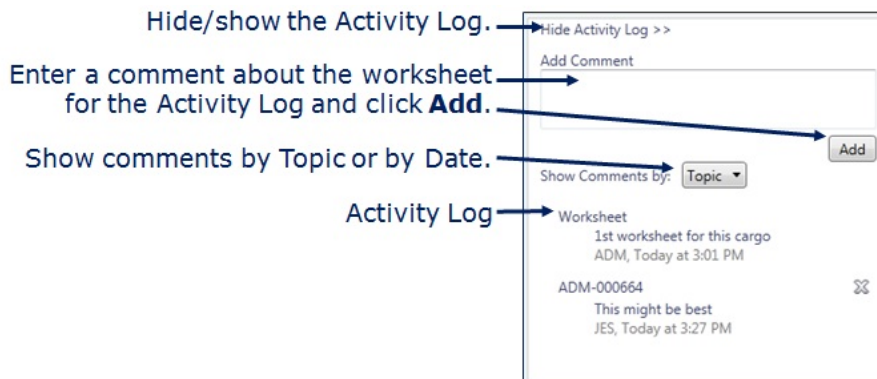 Hide/show the Activity Log.
Hide Activity Log >>
Add Comment
Enter a comment about the worksheet
for the Activity Log and click Add.
Add
Show comments by Topic or by Date.
Show Comments by: Topic
Activity Log
Worksheet
1st worksheet for this cargo
ADM, Today at 3:01 PM
ADM-000664
This might be best
JES, Today at 3:27 PM